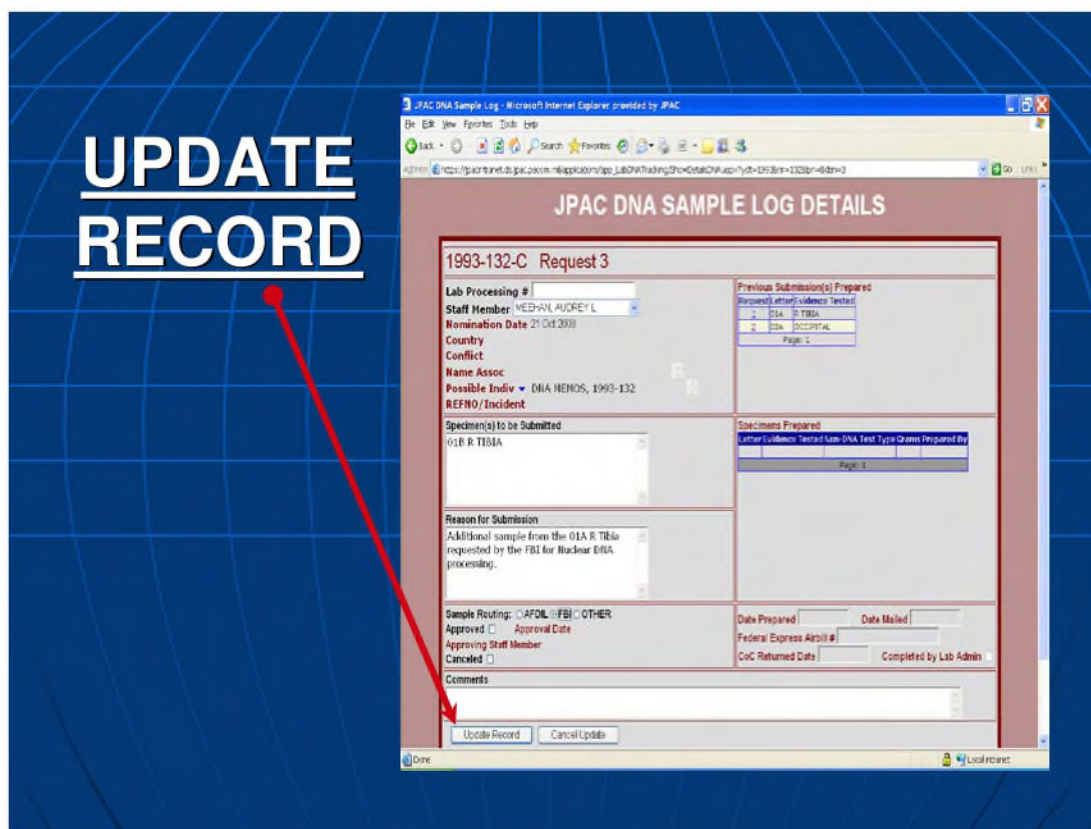 UPDATE
RECORD
JPAC DNA Sample Log - Microsoft Internet Explorer provided by JPAC
Edit View Favorites Tools Help
Back Search Favorites
Address Go Links
JPAC DNA SAMPLE LOG DETAILS
1993-132-C Request 3
Lab Processing #
Staff Member MEEHAN, AUDREY L
Nomination Date 21 Oct 2008
Country
Conflict
Name Assoc
Possible Indiv DNA MEMOS, 1993-132
REFNO/Incident
Previous Submission(s) Prepared
Request Letter Evidence Tested
1 01A R TIBIA
2 02A OCCIPITAL
Page: 1
Specimen(s) to be Submitted
01B R TIBIA
Specimens Prepared
Letter Evidence Tested Non-DNA Test Type Grams Prepared By
Page: 1
Reason for Submission
Additional sample from the 01A R Tibia
requested by the FBI for Nuclear DNA
processing.
Sample Routing: AFDIL FBI OTHER
Approved Approval Date
Approving Staff Member
Canceled
Date Prepared Date Mailed
Federal Express Airbill #
CoC Returned Date Completed by Lab Admin
Comments
Update Record Cancel Update
Done Local intranet